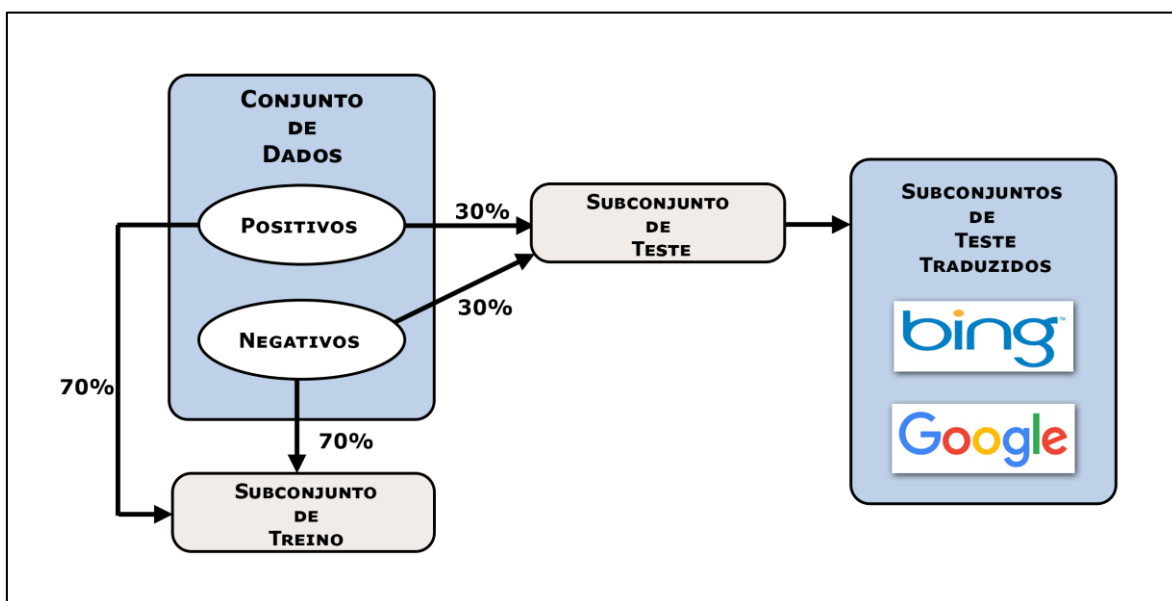 CONJUNTO
DE
DADOS
POSITIVOS
30%
NEGATIVOS
30%
70%
70%
SUBCONJUNTO
DE
TREINO
SUBCONJUNTO
DE
TESTE
SUBCONJUNTOS
DE
TESTE
TRADUZIDOS
bing™
Google